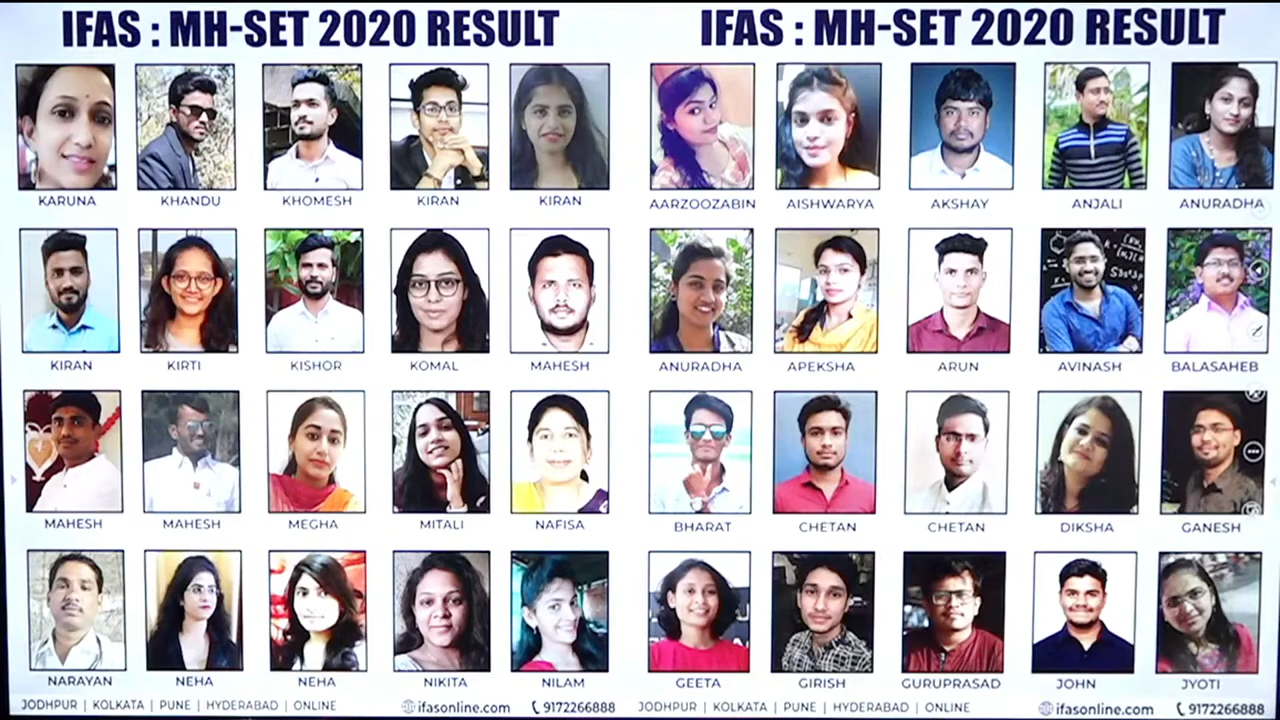 IFAS : MH-SET 2020 RESULT
KARUNA KHANDU KHOMESH KIRAN KIRAN
KIRAN KIRTI KISHOR KOMAL MAHESH
MAHESH MAHESH MEGHA MITALI NAFISA
NARAYAN NEHA NEHA NIKITA NILAM
JODHPUR | KOLKATA | PUNE | HYDERABAD | ONLINE ifasonline.com 9172266888
IFAS : MH-SET 2020 RESULT
AARZOOZABIN AISHWARYA AKSHAY ANJALI ANURADHA
ANURADHA APEKSHA ARUN AVINASH BALASAHEB
BHARAT CHETAN CHETAN DIKSHA GANESH
GEETA GIRISH GURUPRASAD JOHN JYOTI
JODHPUR | KOLKATA | PUNE | HYDERABAD | ONLINE ifasonline.com 9172266888